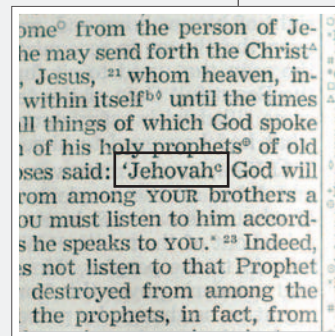 ome○ from the person of Je-
he may send forth the Christ△
, Jesus, ²¹ whom heaven, in-
within itselfᵇ◊ until the times
ll things of which God spoke
of his holy prophets⊕ of old
oses said: ‘Jehovahᵉ God will
rom among YOUR brothers a
OU must listen to him accord-
s he speaks to YOU.* ²³ Indeed,
s not listen to that Prophet
destroyed from among the
the prophets, in fact, from